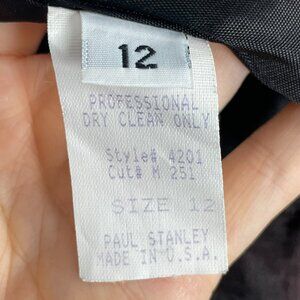 12
PROFESSIONAL
DRY CLEAN ONLY
Style# 4201
Cut# M 251
SIZE 12
PAUL STANLEY
MADE IN U.S.A.